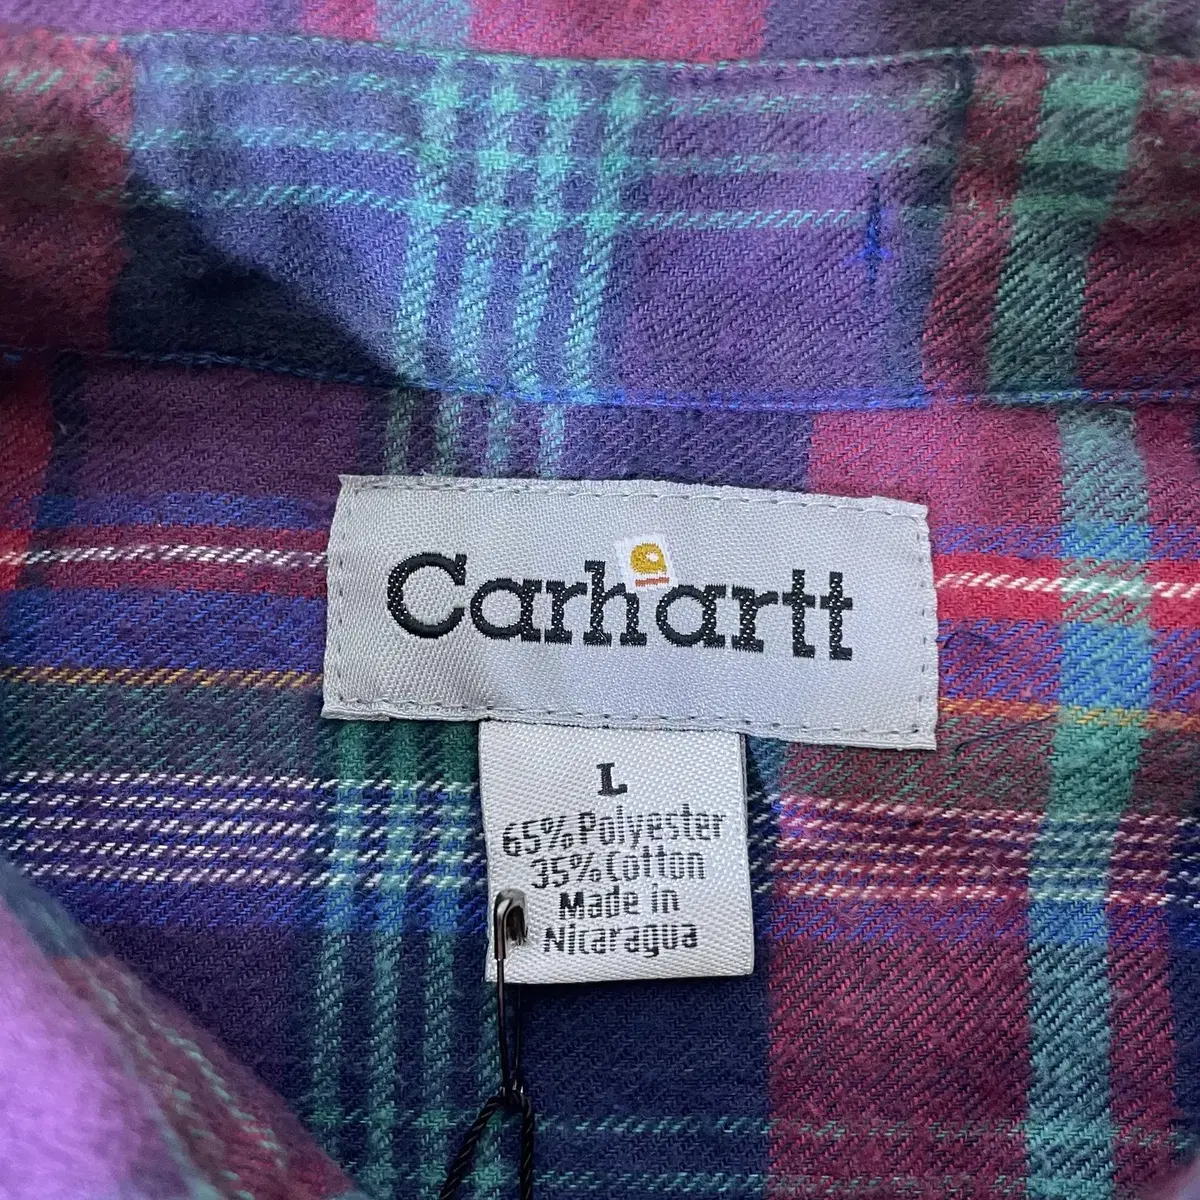 Carhartt
L
65% Polyester
35% Cotton
Made in
Nicaragua